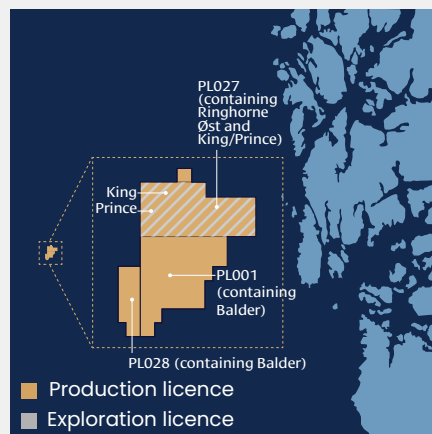 PL027
(containing
Ringhorne
Øst and
King/Prince)
King
Prince
PL001
(containing
Balder)
PL028 (containing Balder)
Production licence
Exploration licence